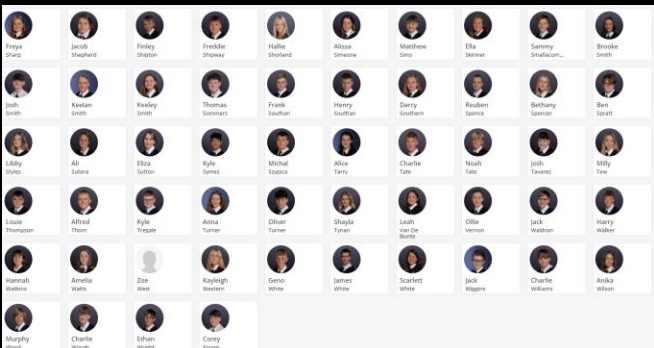 Freya Jacob Finley Freddie Hallie Alissa Matthew Ella Sammy Brooke
Sharp Shepherd Shipton Shipway Shorland Simeone Sims Skinner Smallacom... Smith
Josh Keelan Keeley Thomas Frank Henry Darcy Reuben Bethany Ben
Smith Smith Smith Sommers Southan Southan Southern Spence Spencer Spratt
Libby Ali Eliza Kyle Michal Alice Charlie Noah Josh Milly
Styles Sutera Sutton Symes Szypica Tarry Tate Tate Tavares Tew
Louie Alfred Kyle Anna Oliver Shayla Leah Ollie Jack Harry
Thompson Thorn Tregale Turner Turner Tynan Van De Vernon Waldron Walker
Hannah Amelia Zoe Kayleigh Geno James Scarlett Jack Charlie Anika
Watkins Watts West Western White White White Wiggins Williams Wilson
Murphy Charlie Ethan Corey